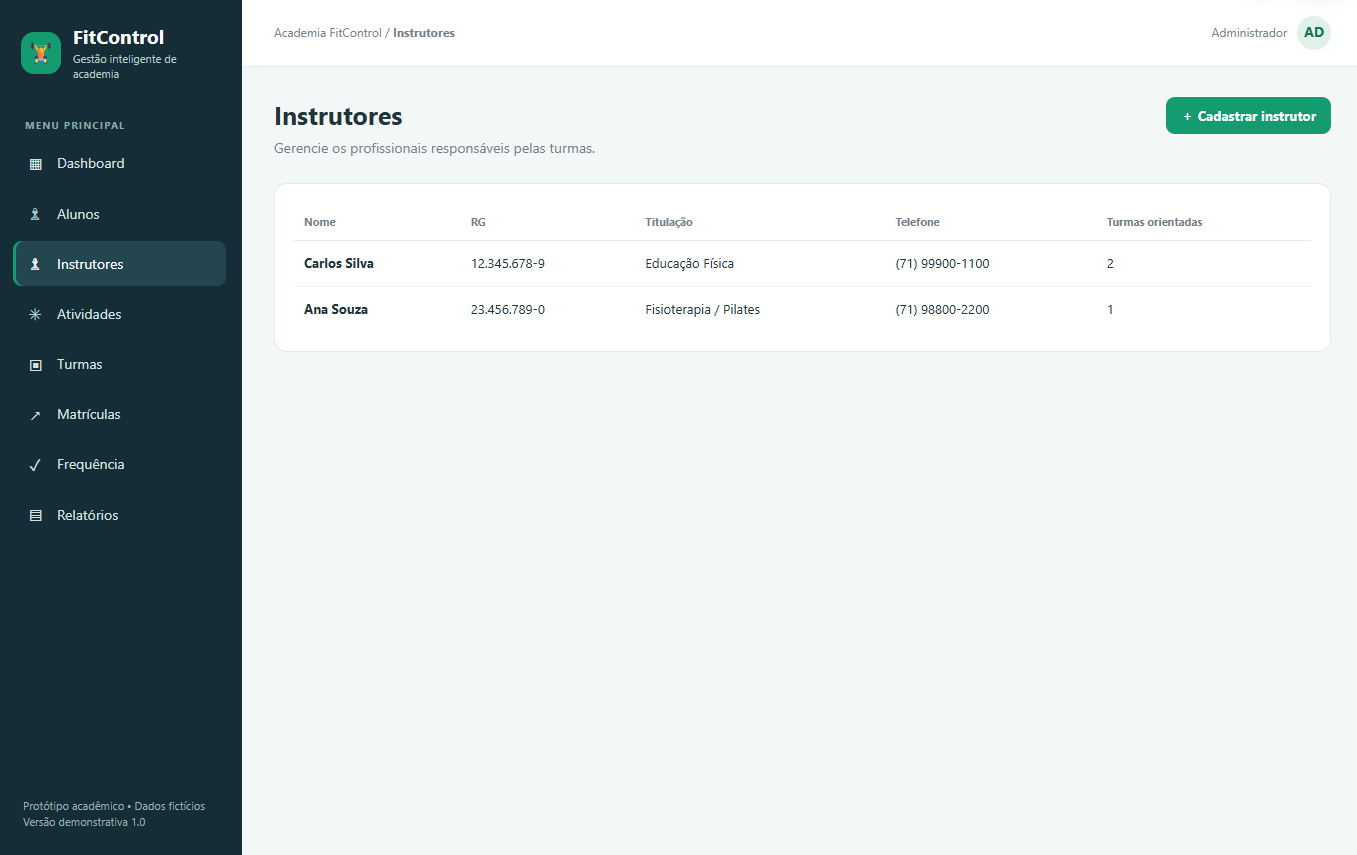 FitControl
Gestão inteligente de
academia
MENU PRINCIPAL
Dashboard
Alunos
Instrutores
Atividades
Turmas
Matrículas
Frequência
Relatórios
Protótipo acadêmico • Dados fictícios
Versão demonstrativa 1.0
Academia FitControl / Instrutores
Administrador AD
Instrutores
+ Cadastrar instrutor
Gerencie os profissionais responsáveis pelas turmas.
Nome RG Titulação Telefone Turmas orientadas
Carlos Silva 12.345.678-9 Educação Física (71) 99900-1100 2
Ana Souza 23.456.789-0 Fisioterapia / Pilates (71) 98800-2200 1